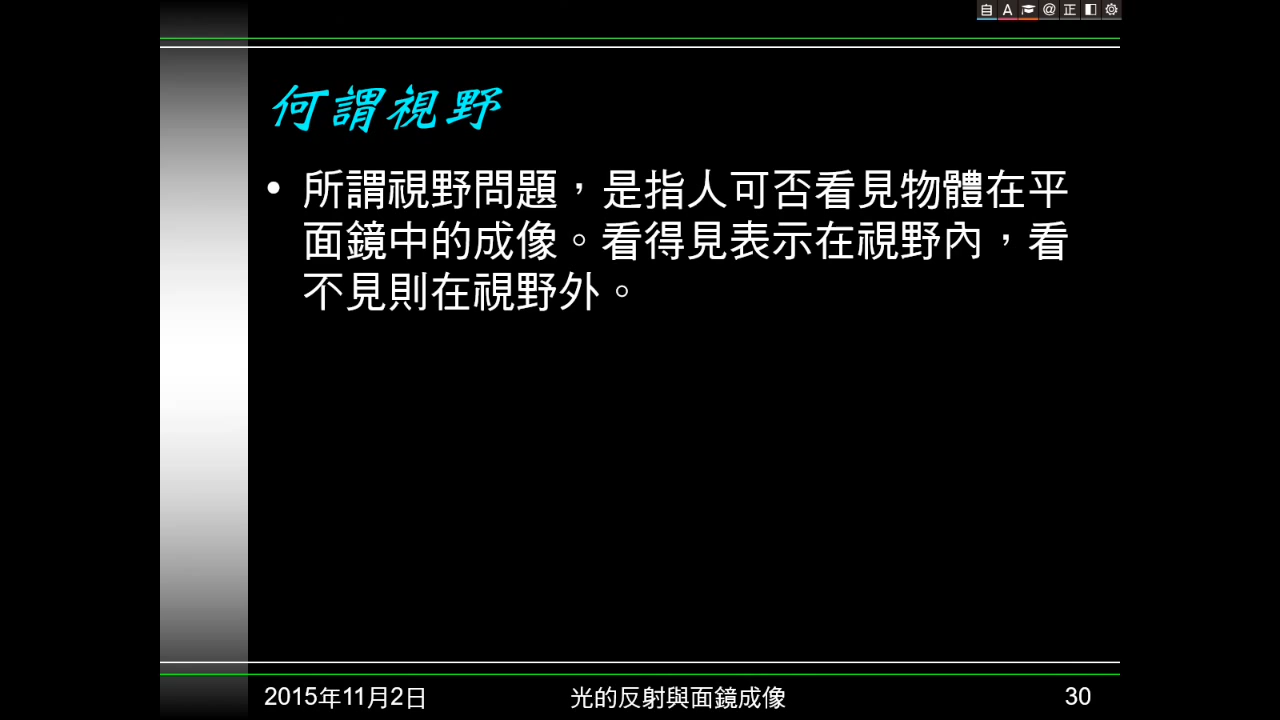 自 A @ 正
何謂視野
• 所謂視野問題，是指人可否看見物體在平
面鏡中的成像。看得見表示在視野內，看
不見則在視野外。
2015年11月2日 光的反射與面鏡成像 30